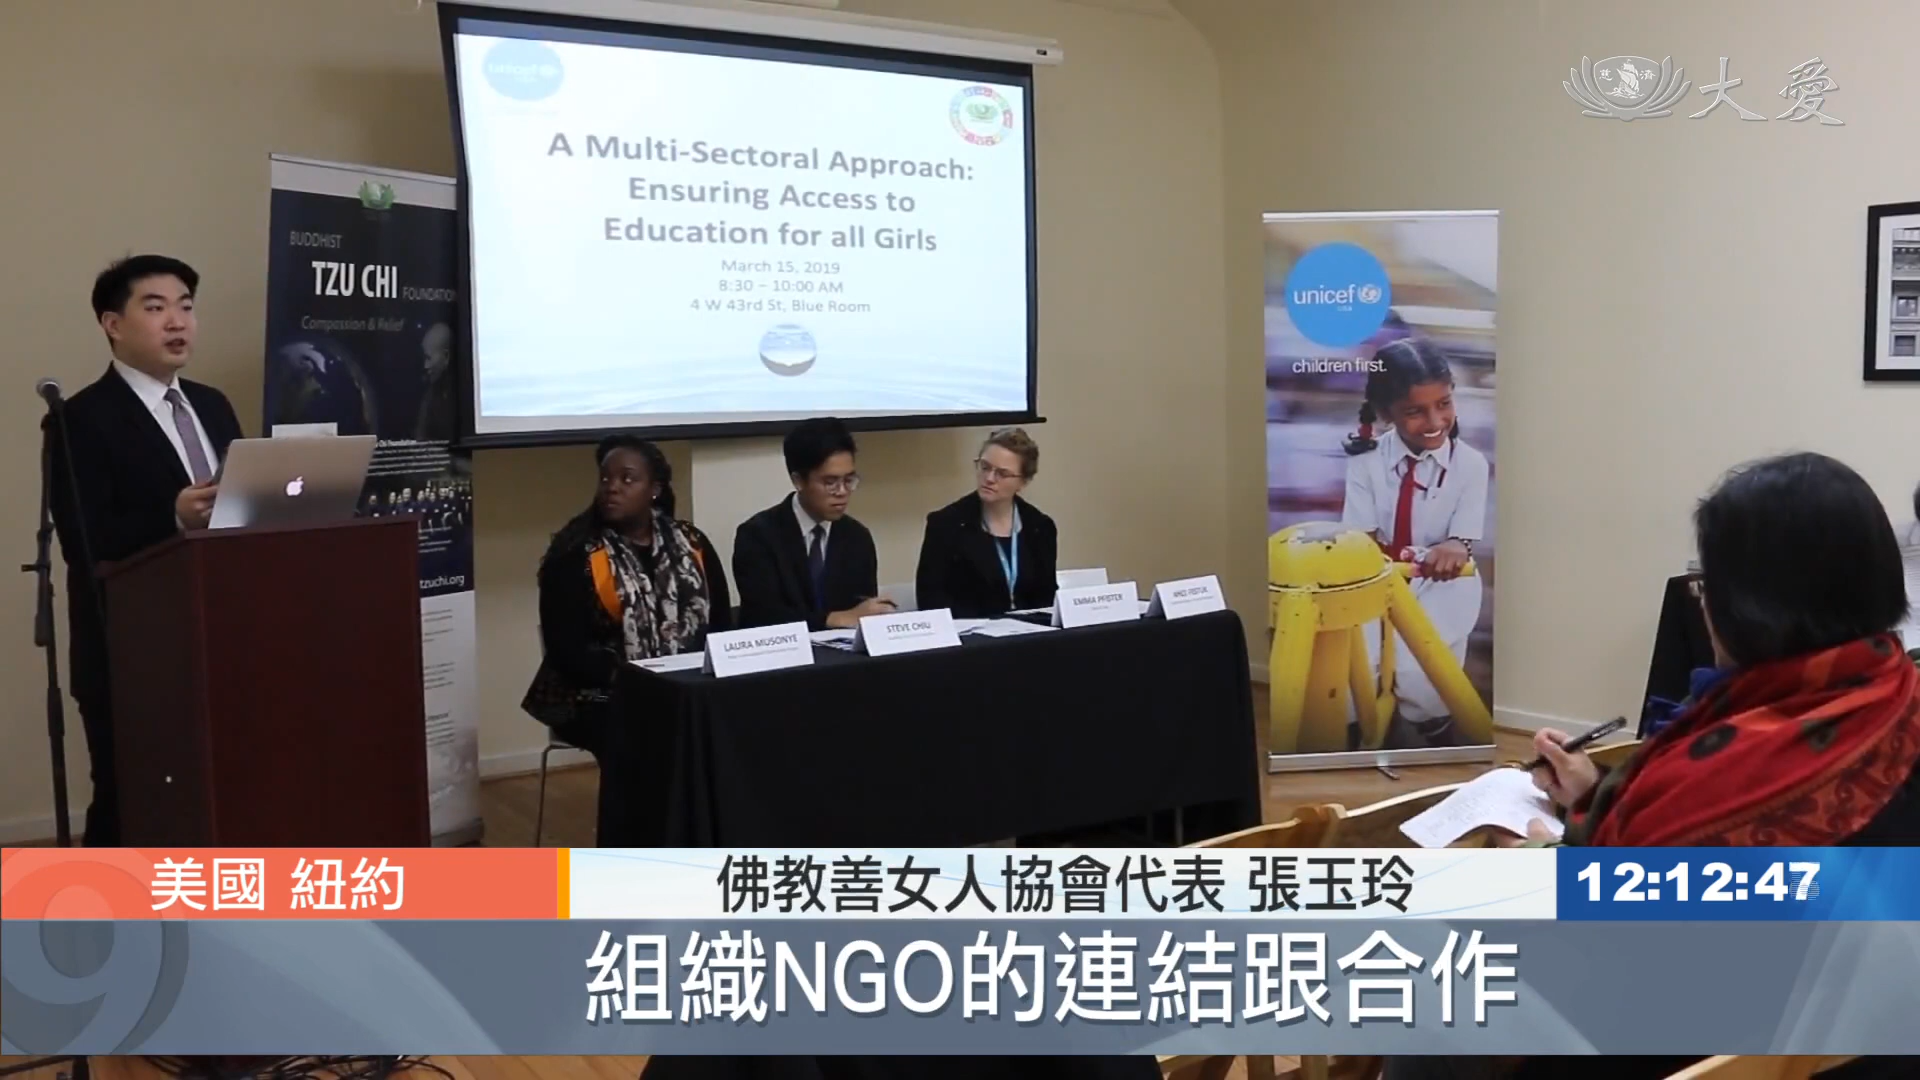 大愛
慈濟
unicef
A Multi-Sectoral Approach:
Ensuring Access to
Education for all Girls
March 15, 2019
8:30 – 10:00 AM
4 W 43rd St, Blue Room
BUDDHIST
TZU CHI FOUNDATION
Compassion & Relief
tzuchi.org
unicef
children first.
LAURA MUSONYE
STEVE CHIU
EMMA PFISTER
美國 紐約
佛教善女人協會代表 張玉玲
12:12:47
組織NGO的連結跟合作